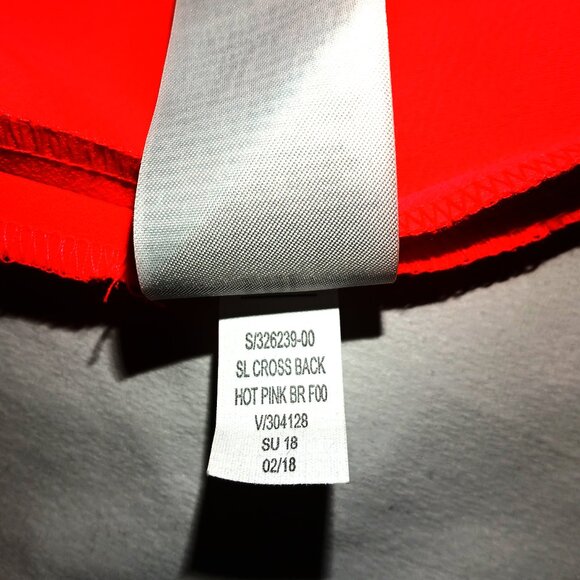 S/326239-00
SL CROSS BACK
HOT PINK BR F00
V/304128
SU 18
02/18